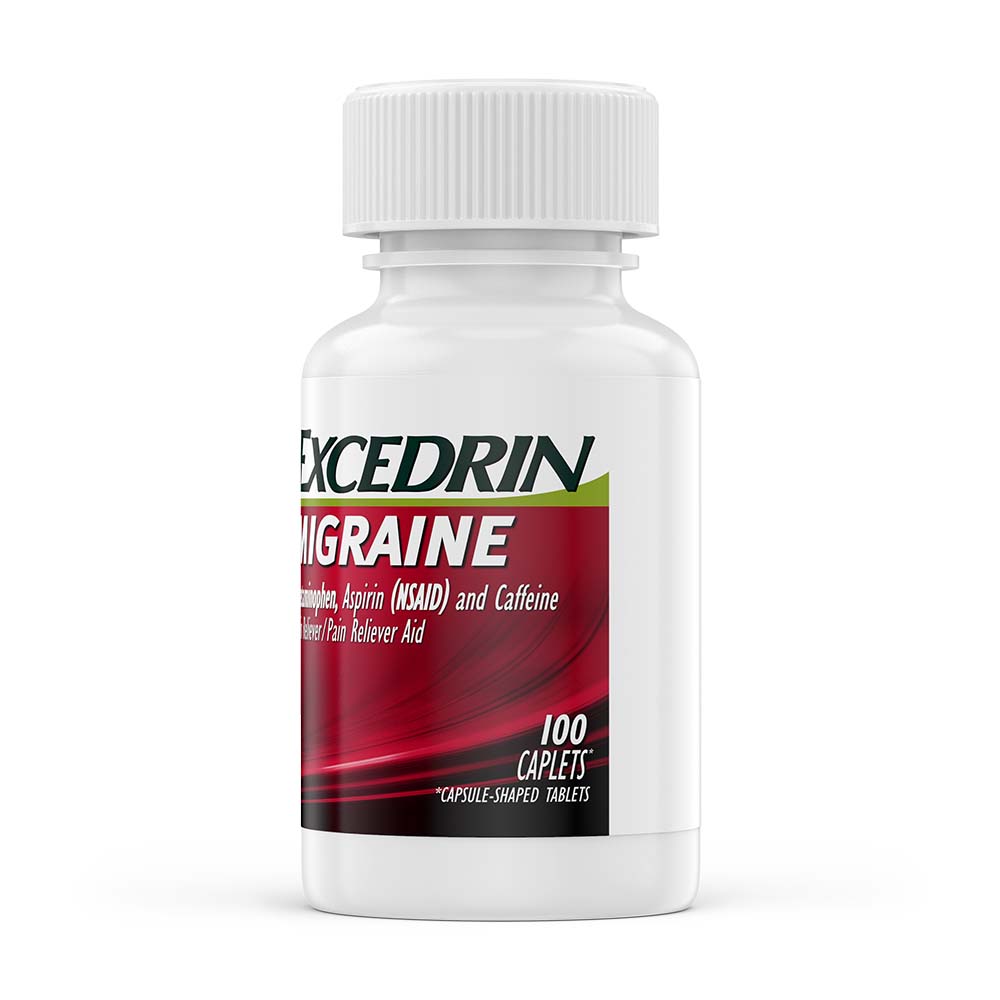 EXCEDRIN
MIGRAINE
Aspirin (NSAID) and Caffeine
Reliever/Pain Reliever Aid
100
CAPLETS*
*CAPSULE-SHAPED TABLETS